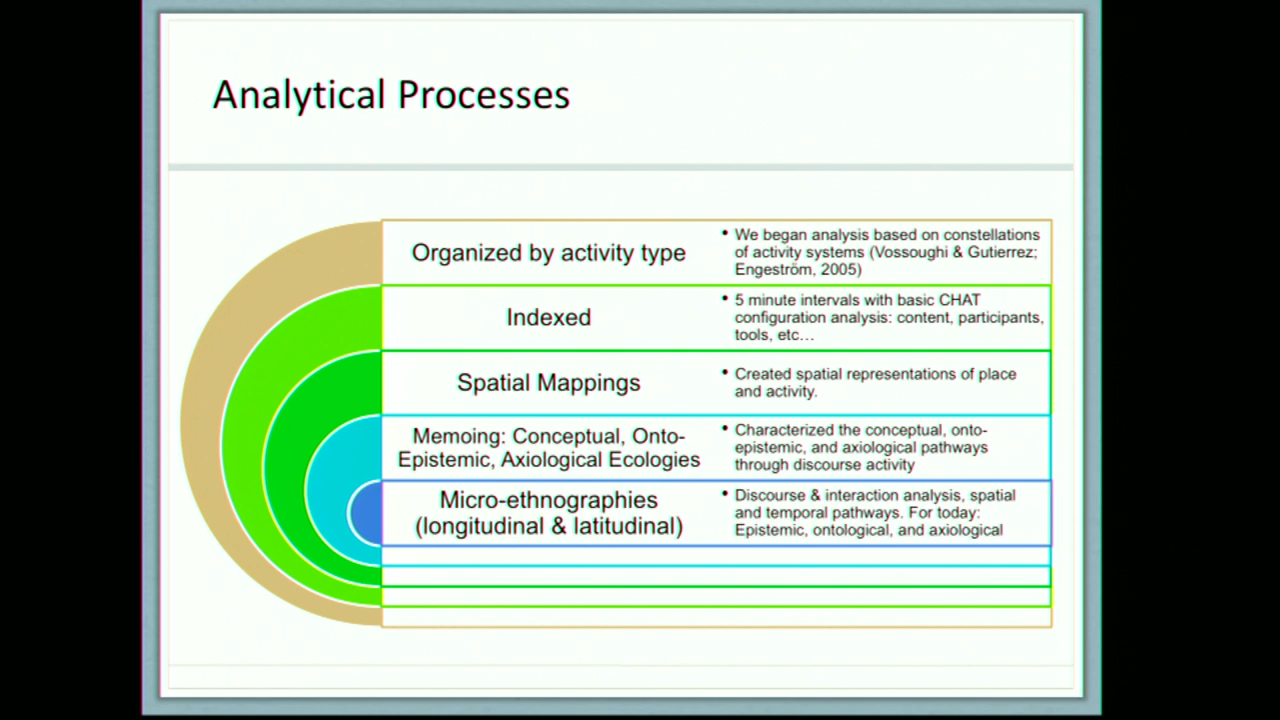 Analytical Processes
Organized by activity type
• We began analysis based on constellations
of activity systems (Vossoughi & Gutierrez;
Engeström, 2005)
Indexed
• 5 minute intervals with basic CHAT
configuration analysis: content, participants,
tools, etc…
Spatial Mappings
• Created spatial representations of place
and activity.
Memoing: Conceptual, Onto-
Epistemic, Axiological Ecologies
• Characterized the conceptual, onto-
epistemic, and axiological pathways
through discourse activity
Micro-ethnographies
(longitudinal & latitudinal)
• Discourse & interaction analysis, spatial
and temporal pathways. For today:
Epistemic, ontological, and axiological